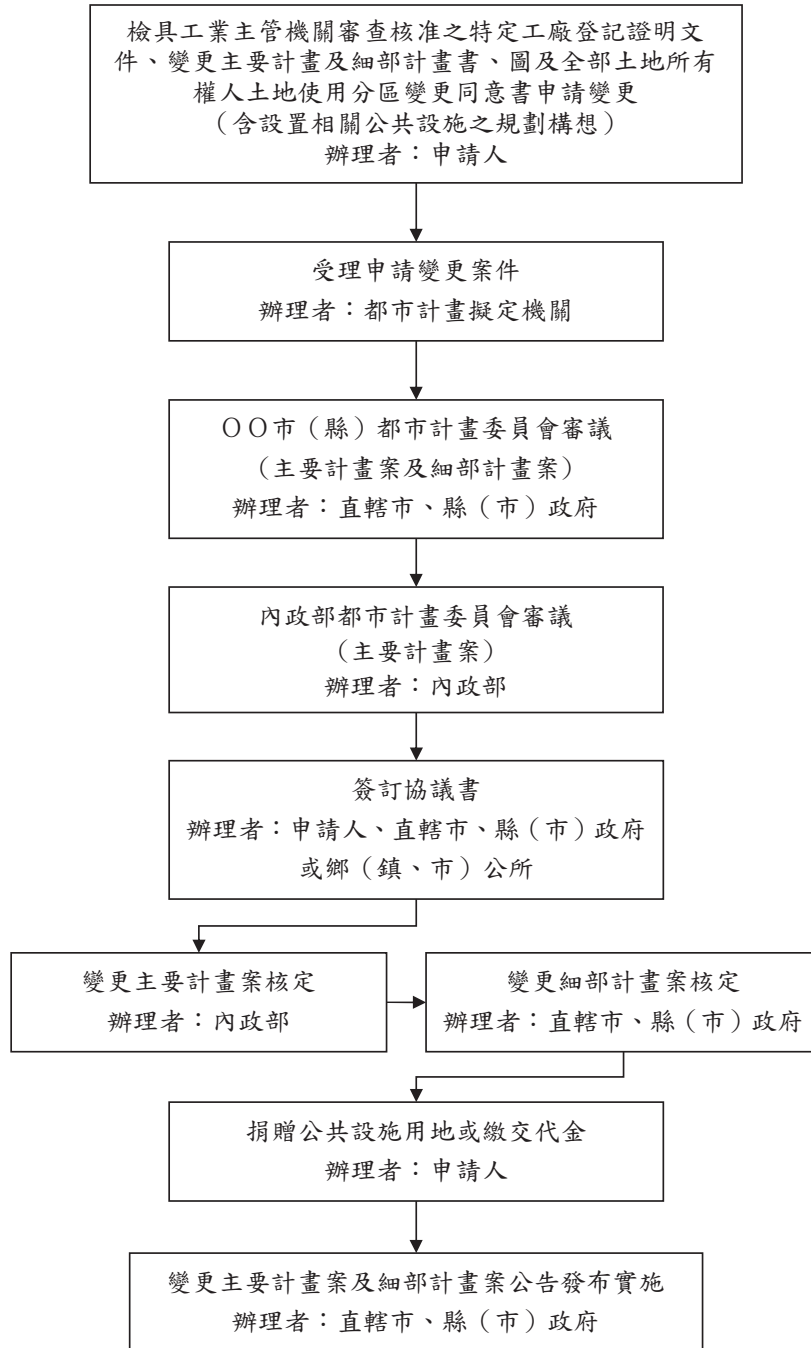 檢具工業主管機關審查核准之特定工廠登記證明文
件、變更主要計畫及細部計畫書、圖及全部土地所有
權人土地使用分區變更同意書申請變更
（含設置相關公共設施之規劃構想）
辦理者：申請人
受理申請變更案件
辦理者：都市計畫擬定機關
〇〇市（縣）都市計畫委員會審議
（主要計畫案及細部計畫案）
辦理者：直轄市、縣（市）政府
內政部都市計畫委員會審議
（主要計畫案）
辦理者：內政部
簽訂協議書
辦理者：申請人、直轄市、縣（市）政府
或鄉（鎮、市）公所
變更主要計畫案核定
辦理者：內政部
變更細部計畫案核定
辦理者：直轄市、縣（市）政府
捐贈公共設施用地或繳交代金
辦理者：申請人
變更主要計畫案及細部計畫案公告發布實施
辦理者：直轄市、縣（市）政府